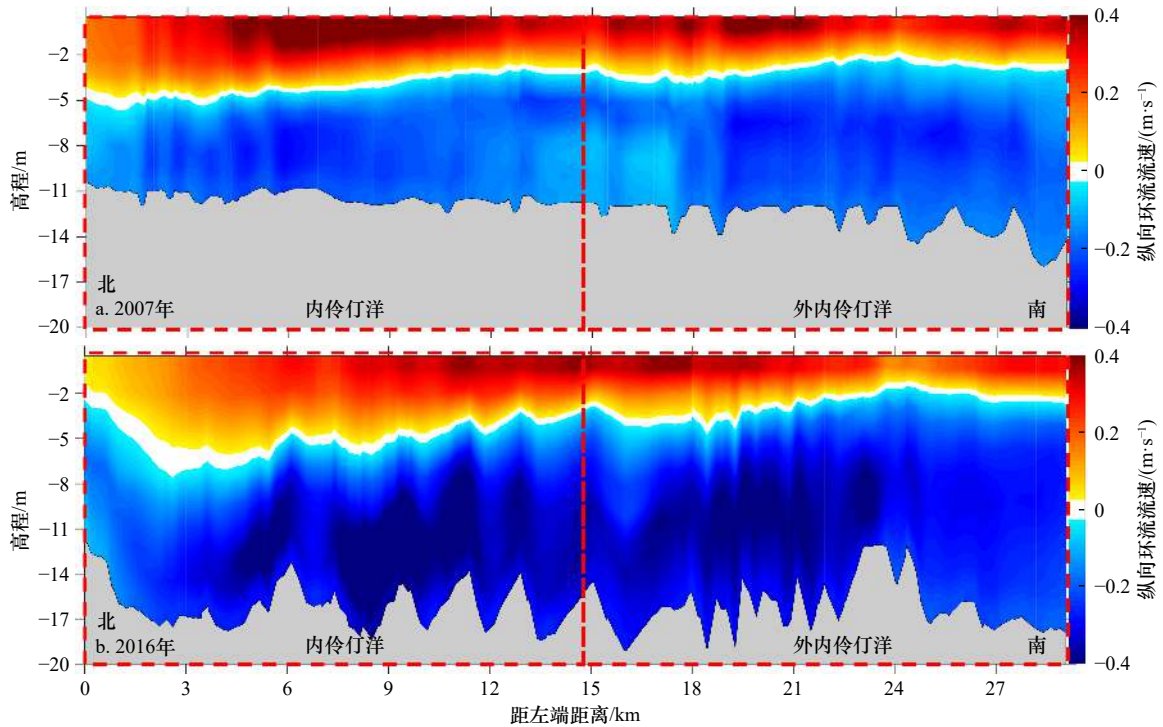 0.4
−2
−5
0.2
−8
0
−11
−14
−0.2
−17
−20
−0.4
高程/m
纵向环流流速/(m·s⁻¹)
北
a. 2007年
内伶仃洋
外内伶仃洋
南
0.4
−2
−5
0.2
−8
0
−11
−14
−0.2
−17
−20
−0.4
高程/m
纵向环流流速/(m·s⁻¹)
北
b. 2016年
内伶仃洋
外内伶仃洋
南
0 3 6 9 12 15 18 21 24 27
距左端距离/km